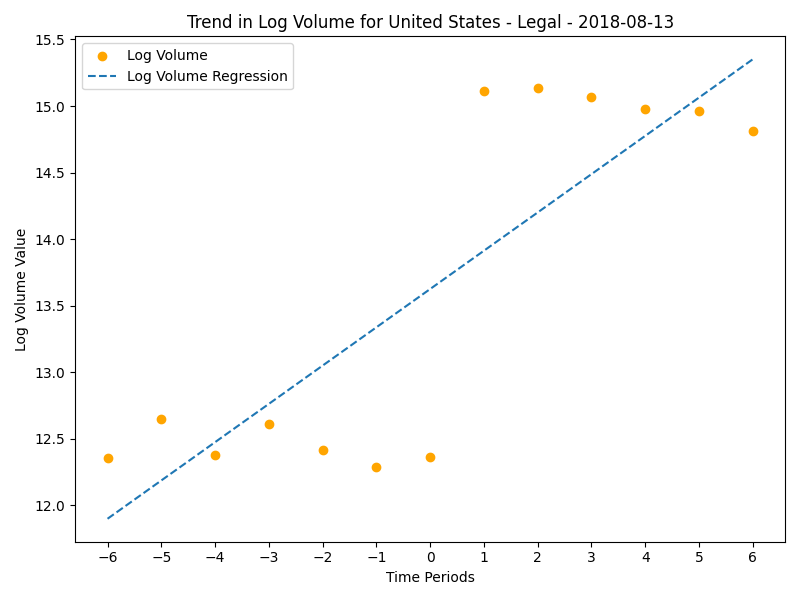 Trend in Log Volume for United States - Legal - 2018-08-13
Log Volume
Log Volume Regression
15.5
15.0
14.5
14.0
13.5
13.0
12.5
12.0
Log Volume Value
−6 −5 −4 −3 −2 −1 0 1 2 3 4 5 6
Time Periods